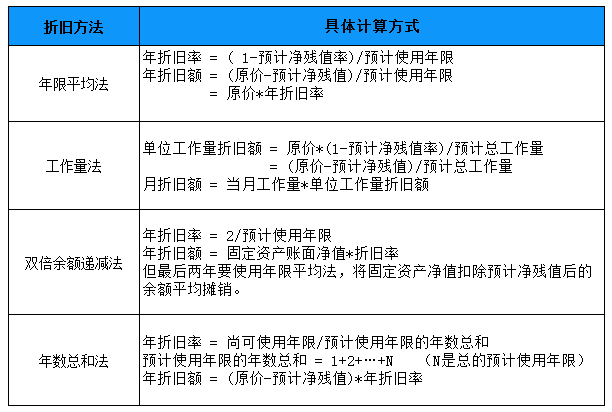 折旧方法
具体计算方式
年限平均法
年折旧率 = ( 1-预计净残值率)/预计使用年限
年折旧额 = (原价-预计净残值)/预计使用年限
= 原价*年折旧率
工作量法
单位工作量折旧额 = 原价*(1-预计净残值率)/预计总工作量
= (原价-预计净残值)/预计总工作量
月折旧额 = 当月工作量*单位工作量折旧额
双倍余额递减法
年折旧率 = 2/预计使用年限
年折旧额 = 固定资产账面净值*折旧率
但最后两年要使用年限平均法，将固定资产净值扣除预计净残值后的
余额平均摊销。
年数总和法
年折旧率 = 尚可使用年限/预计使用年限的年数总和
预计使用年限的年数总和 = 1+2+…+N （N是总的预计使用年限）
年折旧额 = (原价-预计净残值)*年折旧率